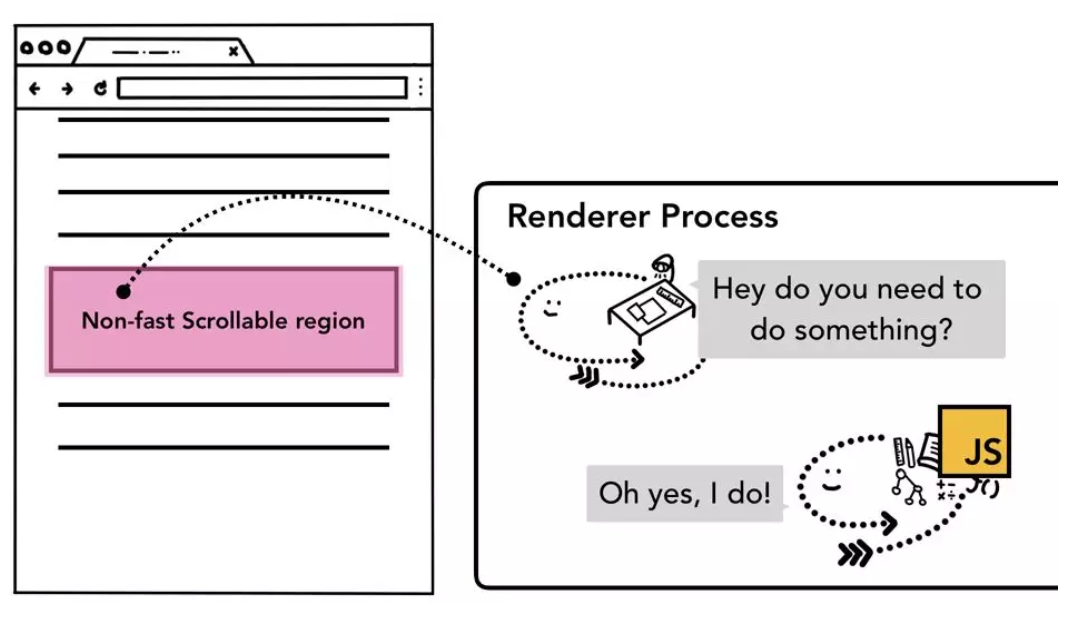 Renderer Process
Hey do you need to
do something?
Non-fast Scrollable region
JS
Oh yes, I do!